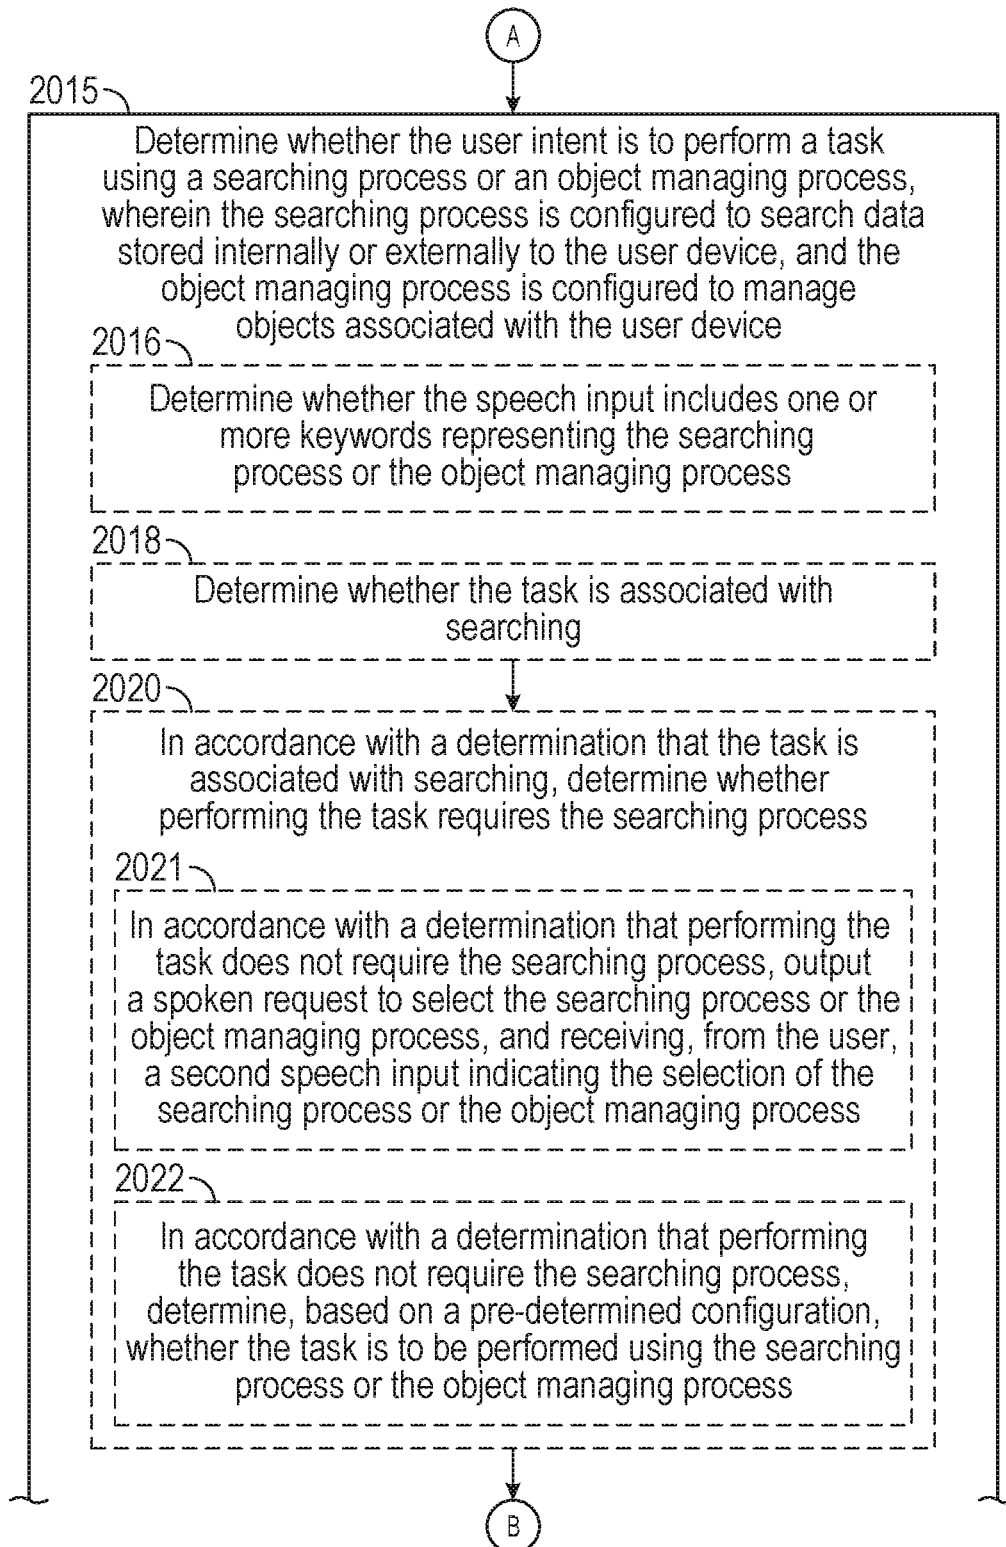 A
2015
Determine whether the user intent is to perform a task
using a searching process or an object managing process,
wherein the searching process is configured to search data
stored internally or externally to the user device, and the
object managing process is configured to manage
objects associated with the user device
2016
Determine whether the speech input includes one or
more keywords representing the searching
process or the object managing process
2018
Determine whether the task is associated with
searching
2020
In accordance with a determination that the task is
associated with searching, determine whether
performing the task requires the searching process
2021
In accordance with a determination that performing the
task does not require the searching process, output
a spoken request to select the searching process or the
object managing process, and receiving, from the user,
a second speech input indicating the selection of the
searching process or the object managing process
2022
In accordance with a determination that performing
the task does not require the searching process,
determine, based on a pre-determined configuration,
whether the task is to be performed using the searching
process or the object managing process
B